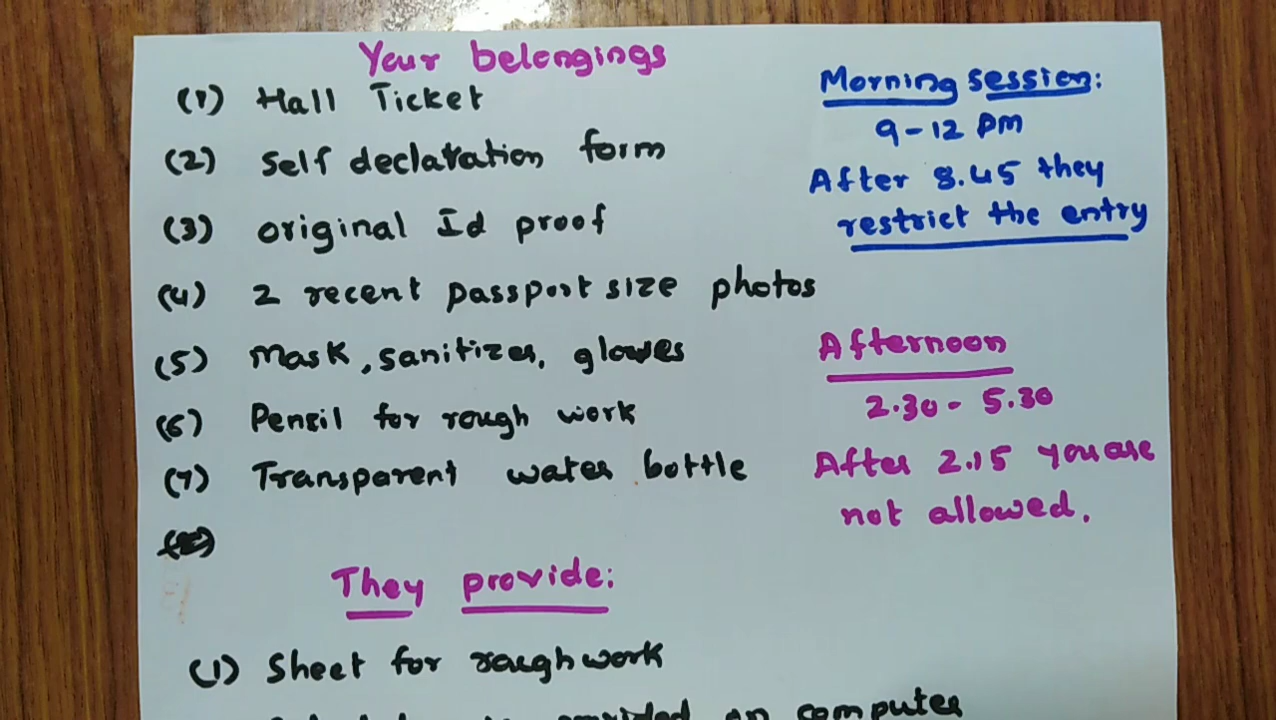 Your belongings
(1) Hall Ticket
(2) Self declaration form
(3) original Id proof
(4) 2 recent passport size photos
(5) Mask, sanitizer, gloves
(6) Pencil for rough work
(7) Transparent water bottle
Morning session:
9-12 PM
After 8.45 they
restrict the entry
Afternoon
2.30 - 5.30
After 2.15 you are
not allowed.
They provide:
(1) Sheet for rough work
provided on computer